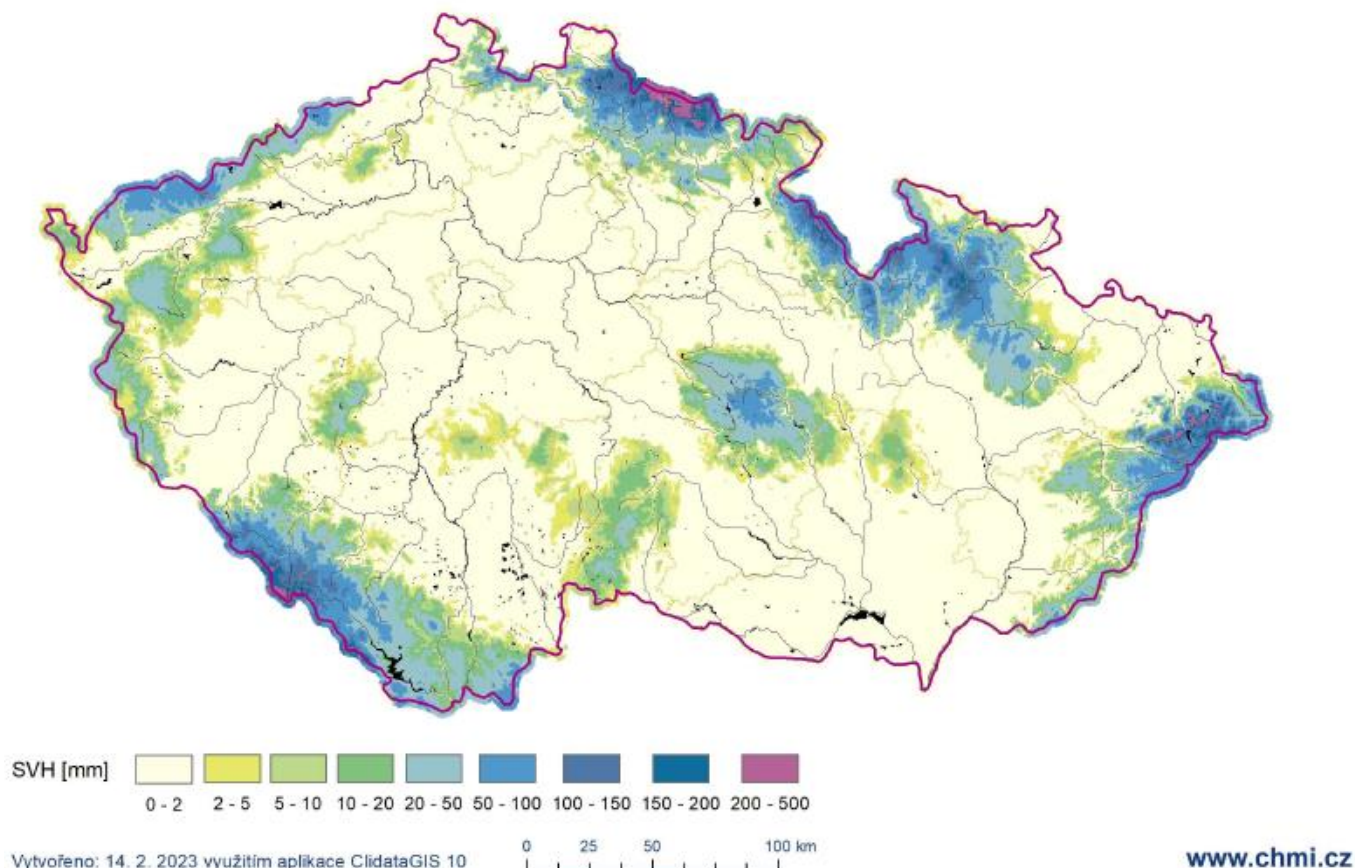 SVH [mm]
0 - 2 2 - 5 5 - 10 10 - 20 20 - 50 50 - 100 100 - 150 150 - 200 200 - 500
0 25 50 100 km
Vytvořeno: 14. 2. 2023 využitím aplikace ClidataGIS 10
www.chmi.cz